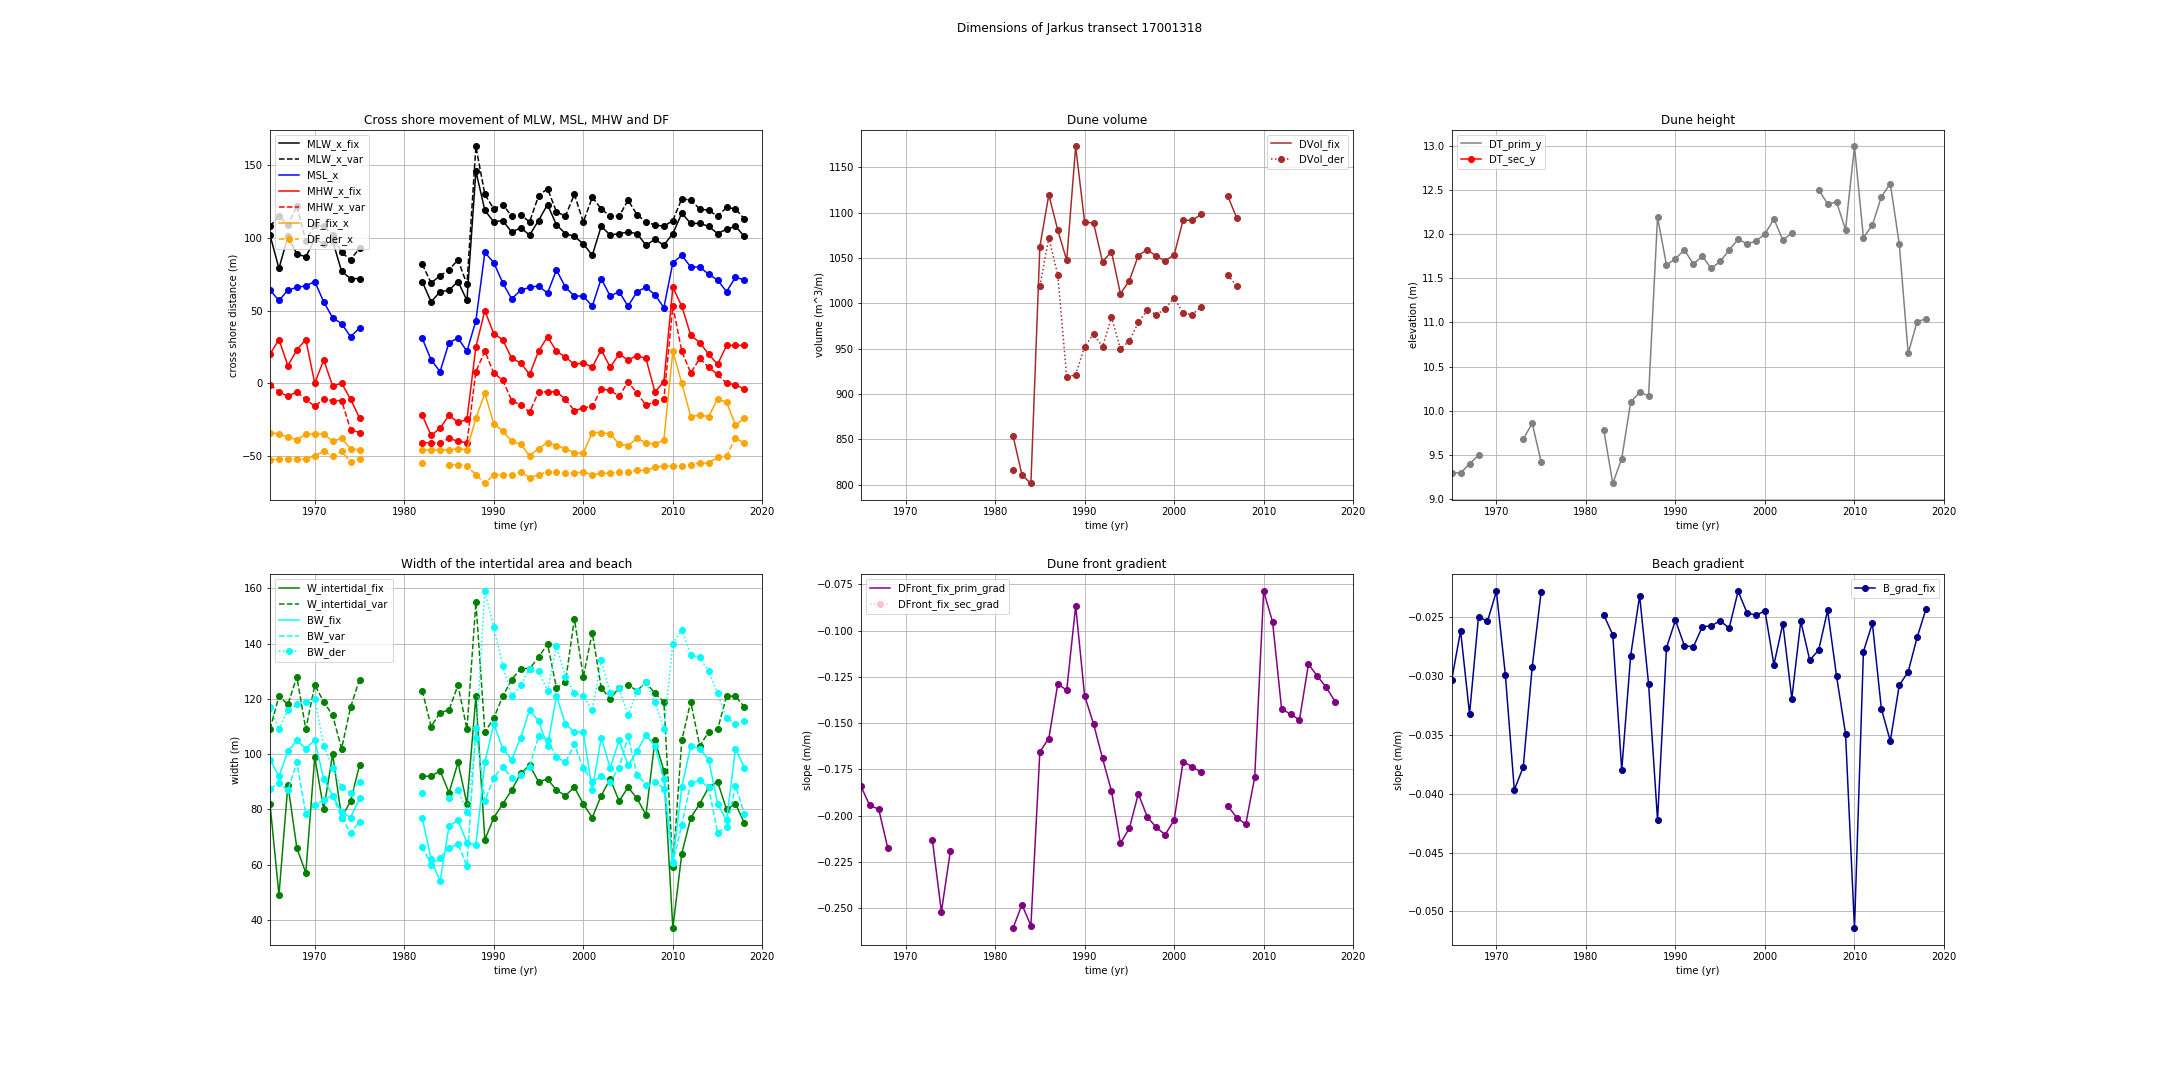 Dimensions of Jarkus transect 17001318
Cross shore movement of MLW, MSL, MHW and DF
MLW_x_fix
MLW_x_var
MSL_x
MHW_x_fix
MHW_x_var
DF_fix_x
DF_der_x
cross shore distance (m)
150
100
50
0
−50
1970
1980
1990
2000
2010
2020
time (yr)
Dune volume
DVol_fix
DVol_der
volume (m^3/m)
1150
1100
1050
1000
950
900
850
800
1970
1980
1990
2000
2010
2020
time (yr)
Dune height
DT_prim_y
DT_sec_y
elevation (m)
13.0
12.5
12.0
11.5
11.0
10.5
10.0
9.5
9.0
1970
1980
1990
2000
2010
2020
time (yr)
Width of the intertidal area and beach
W_intertidal_fix
W_intertidal_var
BW_fix
BW_var
BW_der
width (m)
160
140
120
100
80
60
40
1970
1980
1990
2000
2010
2020
time (yr)
Dune front gradient
DFront_fix_prim_grad
DFront_fix_sec_grad
slope (m/m)
−0.075
−0.100
−0.125
−0.150
−0.175
−0.200
−0.225
−0.250
1970
1980
1990
2000
2010
2020
time (yr)
Beach gradient
B_grad_fix
slope (m/m)
−0.025
−0.030
−0.035
−0.040
−0.045
−0.050
1970
1980
1990
2000
2010
2020
time (yr)